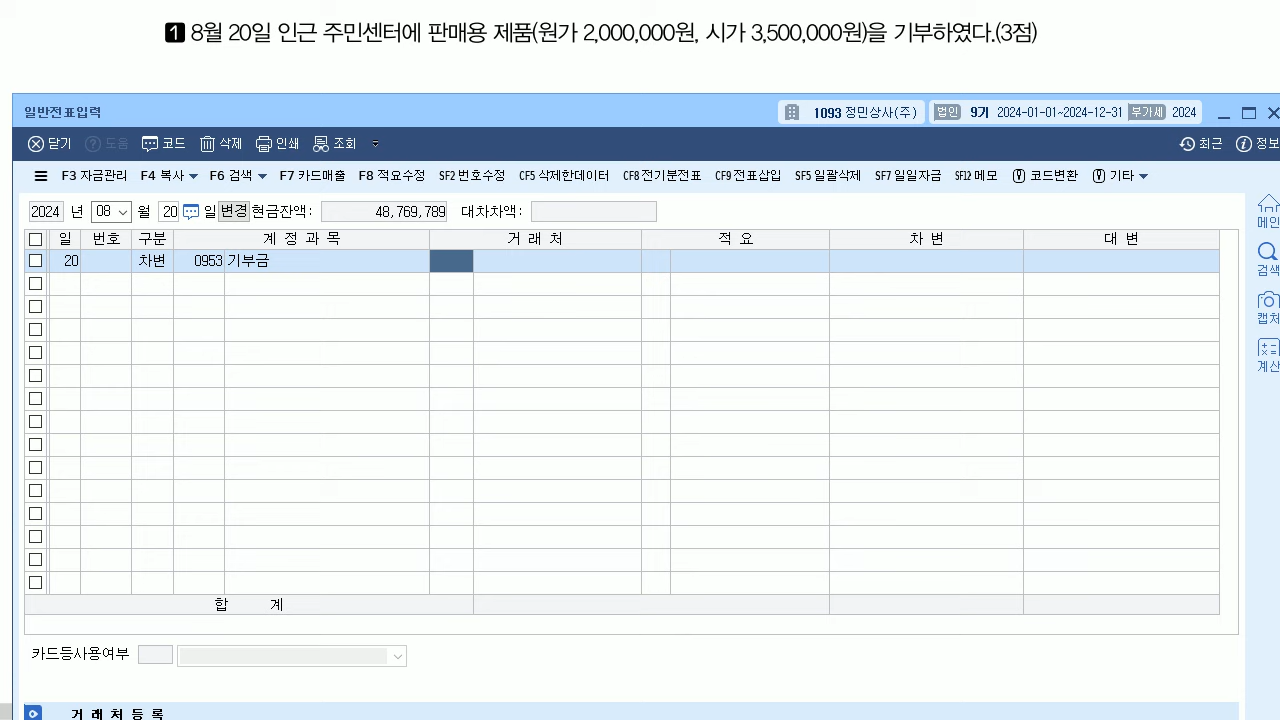 1 8월 20일 인근 주민센터에 판매용 제품(원가 2,000,000원, 시가 3,500,000원)을 기부하였다.(3점)
일반전표입력 1093 정민상사(주) 법인 9기 2024-01-01~2024-12-31 부가세 2024
닫기 도움 코드 삭제 인쇄 조회 최근 정보
F3 자금관리 F4 복사 F6 검색 F7 카드매출 F8 적요수정 SF2 번호수정 CF5 삭제한데이터 CF8 전기분전표 CF9 전표삽입 SF5 일괄삭제 SF7 일일자금 SF12 메모 코드변환 기타
2024 년 08 월 20 일 변경 현금잔액: 48,769,789 대차차액:
메인
일 번호 구분 계 정 과 목 거 래 처 적 요 차 변 대 변
20 차변 0953 기부금
검색
캡처
계산
합 계
카드등사용여부
거 래 처 등 록